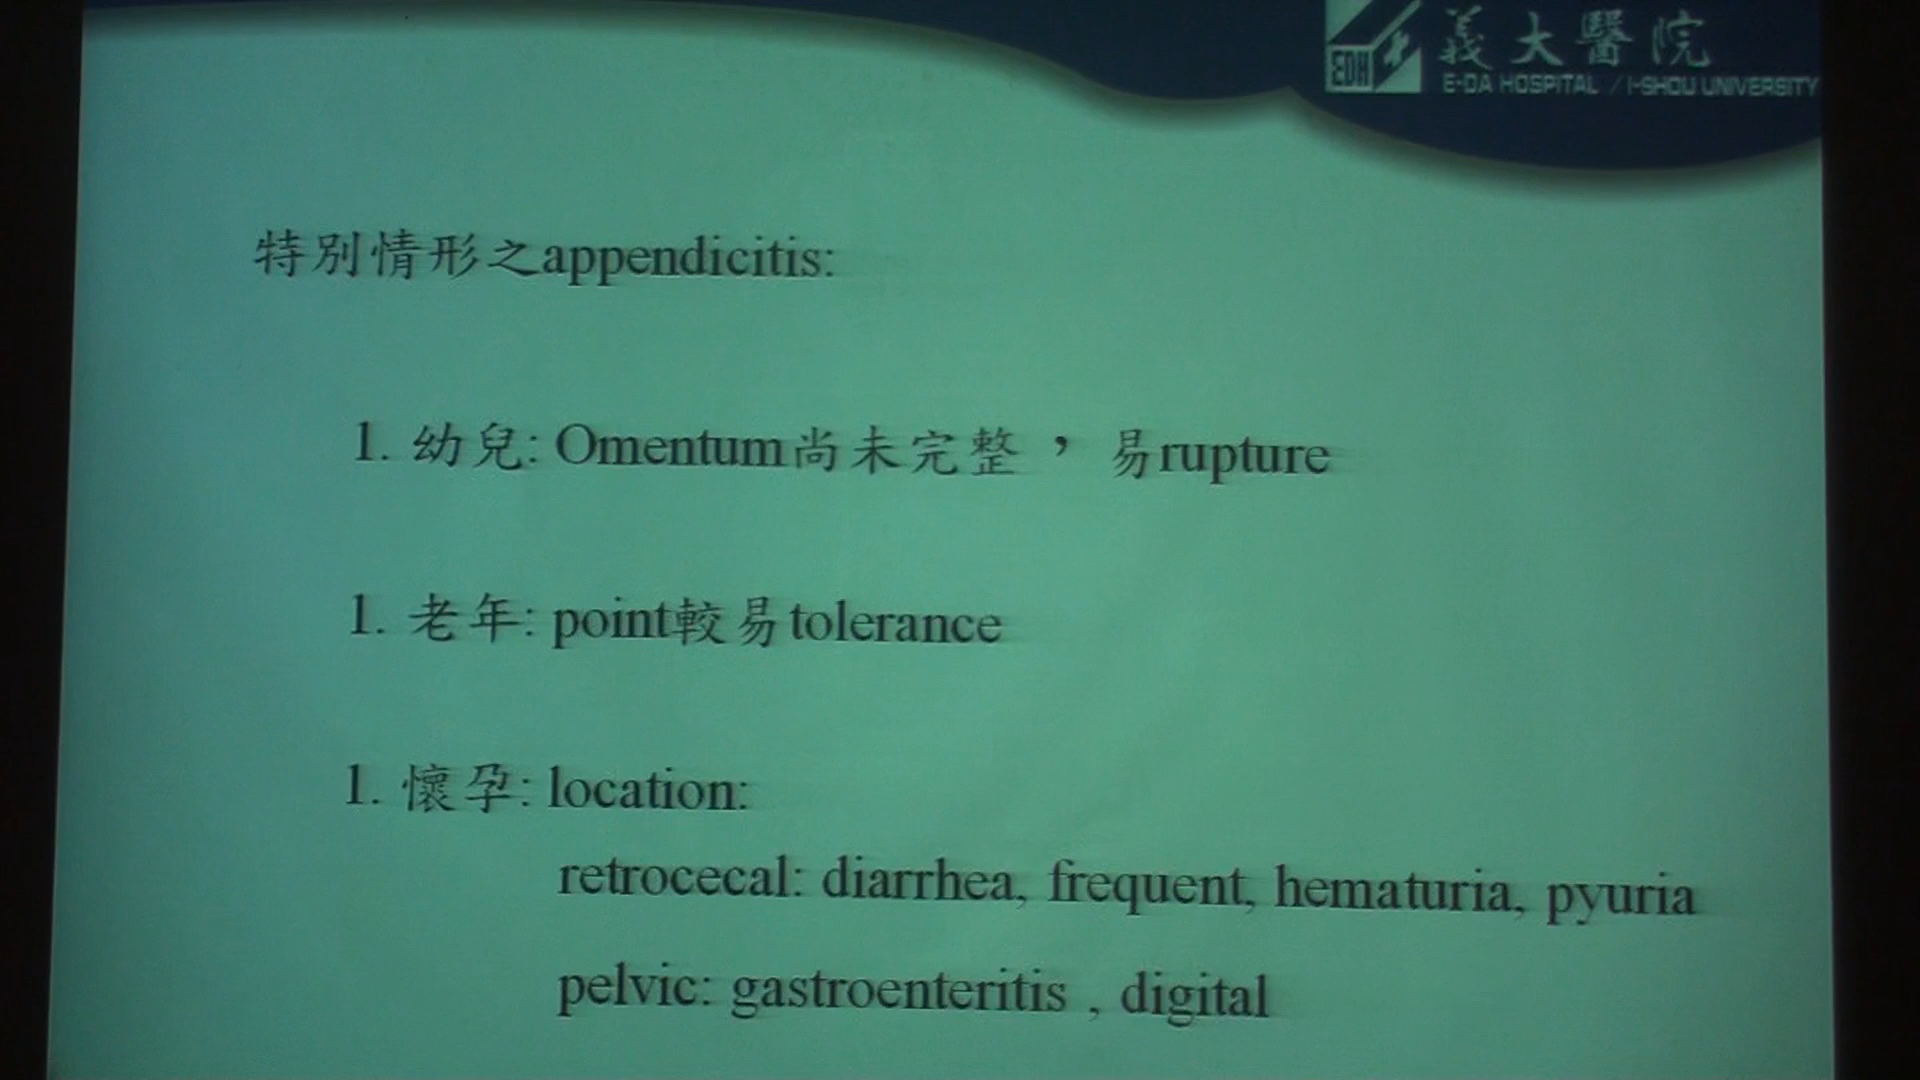 EDH 義大醫院
E-DA HOSPITAL / I-SHOU UNIVERSITY
特別情形之appendicitis:
1. 幼兒: Omentum尚未完整， 易rupture
1. 老年: point較易tolerance
1. 懷孕: location:
retrocecal: diarrhea, frequent, hematuria, pyuria
pelvic: gastroenteritis , digital